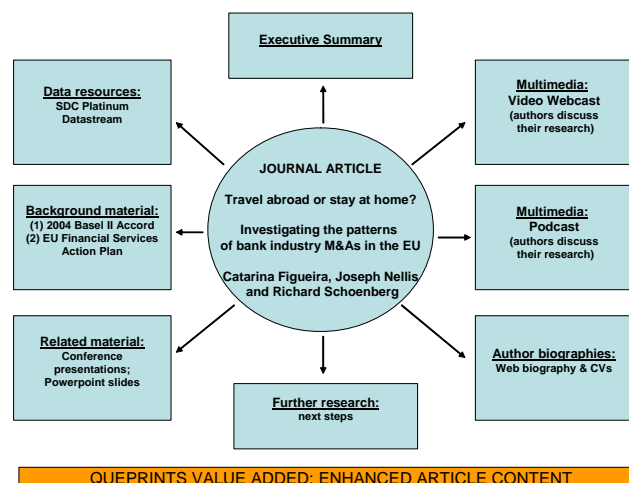 Executive Summary
Data resources:
SDC Platinum
Datastream
Multimedia:
Video Webcast
(authors discuss
their research)
JOURNAL ARTICLE
Travel abroad or stay at home?
Investigating the patterns
of bank industry M&As in the EU
Catarina Figueira, Joseph Nellis
and Richard Schoenberg
Background material:
(1) 2004 Basel II Accord
(2) EU Financial Services
Action Plan
Multimedia:
Podcast
(authors discuss
their research)
Related material:
Conference
presentations;
Powerpoint slides
Author biographies:
Web biography & CVs
Further research:
next steps
QUEPRINTS VALUE ADDED: ENHANCED ARTICLE CONTENT